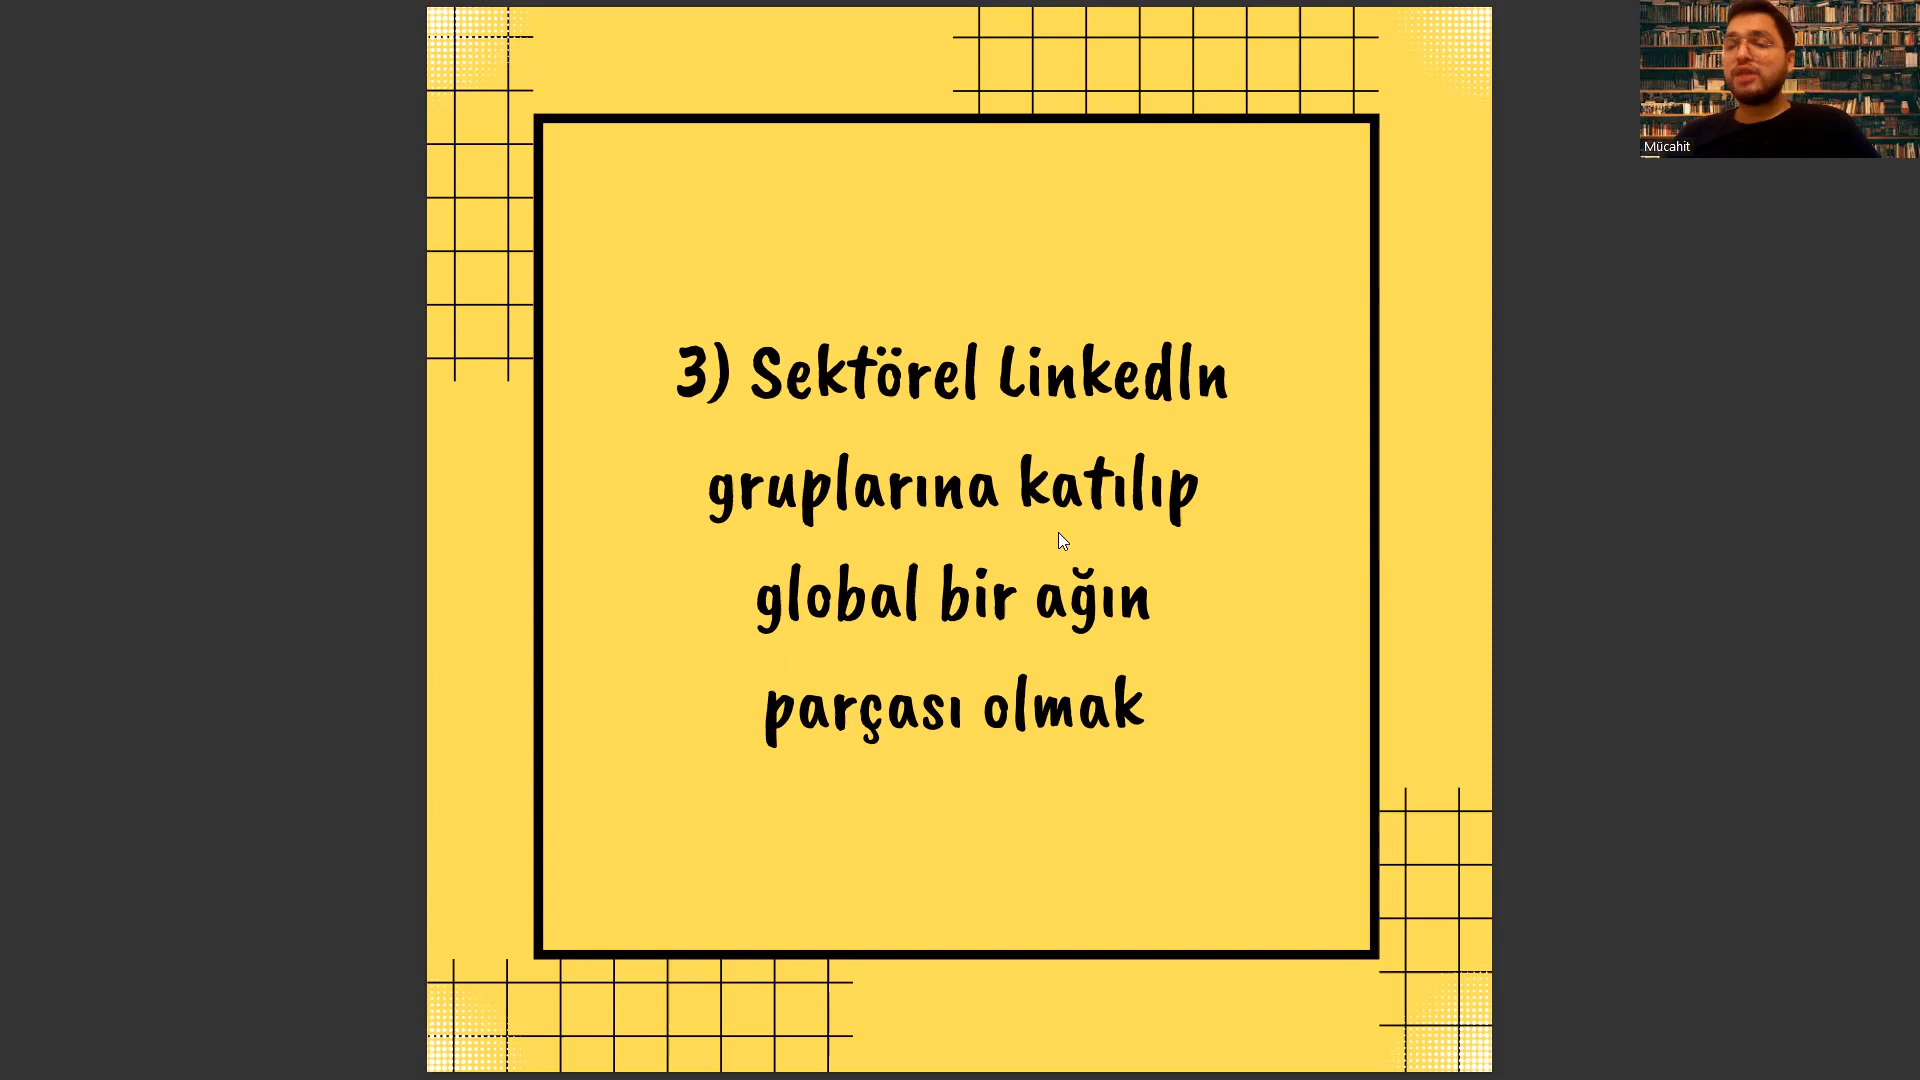 3) Sektörel LinkedIn
gruplarına katılıp
global bir ağın
parçası olmak
Mücahit